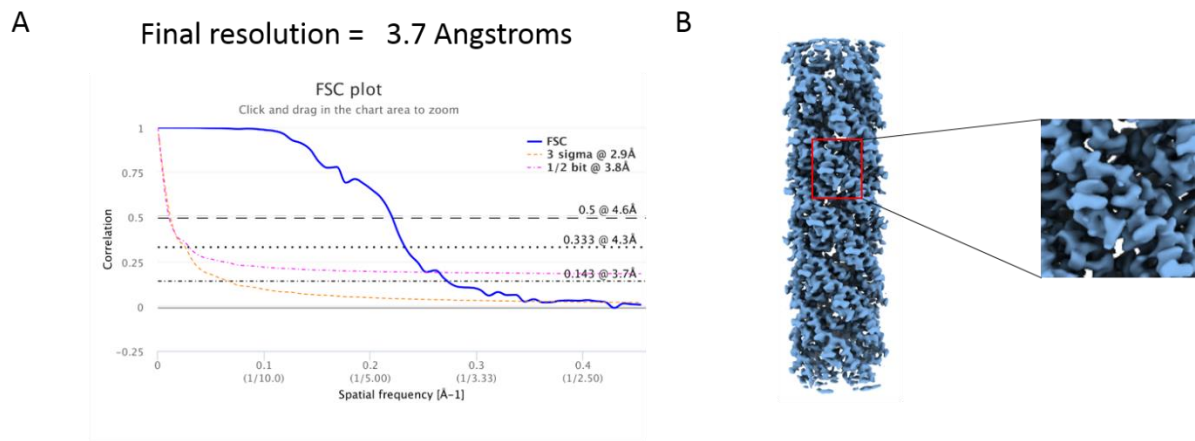 A
Final resolution = 3.7 Angstroms
B
FSC plot
Click and drag in the chart area to zoom
FSC
3 sigma @ 2.9Å
1/2 bit @ 3.8Å
1
0.75
0.5
0.25
0
-0.25
Correlation
0.5 @ 4.6Å
0.333 @ 4.3Å
0.143 @ 3.7Å
0 0.1 0.2 0.3 0.4
(1/10.0) (1/5.00) (1/3.33) (1/2.50)
Spatial frequency [Å-1]